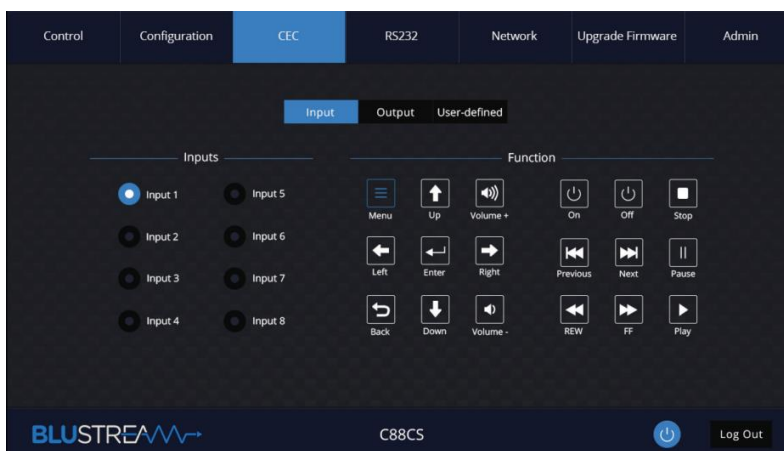 Control Configuration CEC RS232 Network Upgrade Firmware Admin
Input Output User-defined
Inputs Function
Input 1 Input 5
Menu Up Volume + On Off Stop
Input 2 Input 6
Left Enter Right Previous Next Pause
Input 3 Input 7
Input 4 Input 8
Back Down Volume - REW FF Play
BLUSTREAM C88CS Log Out